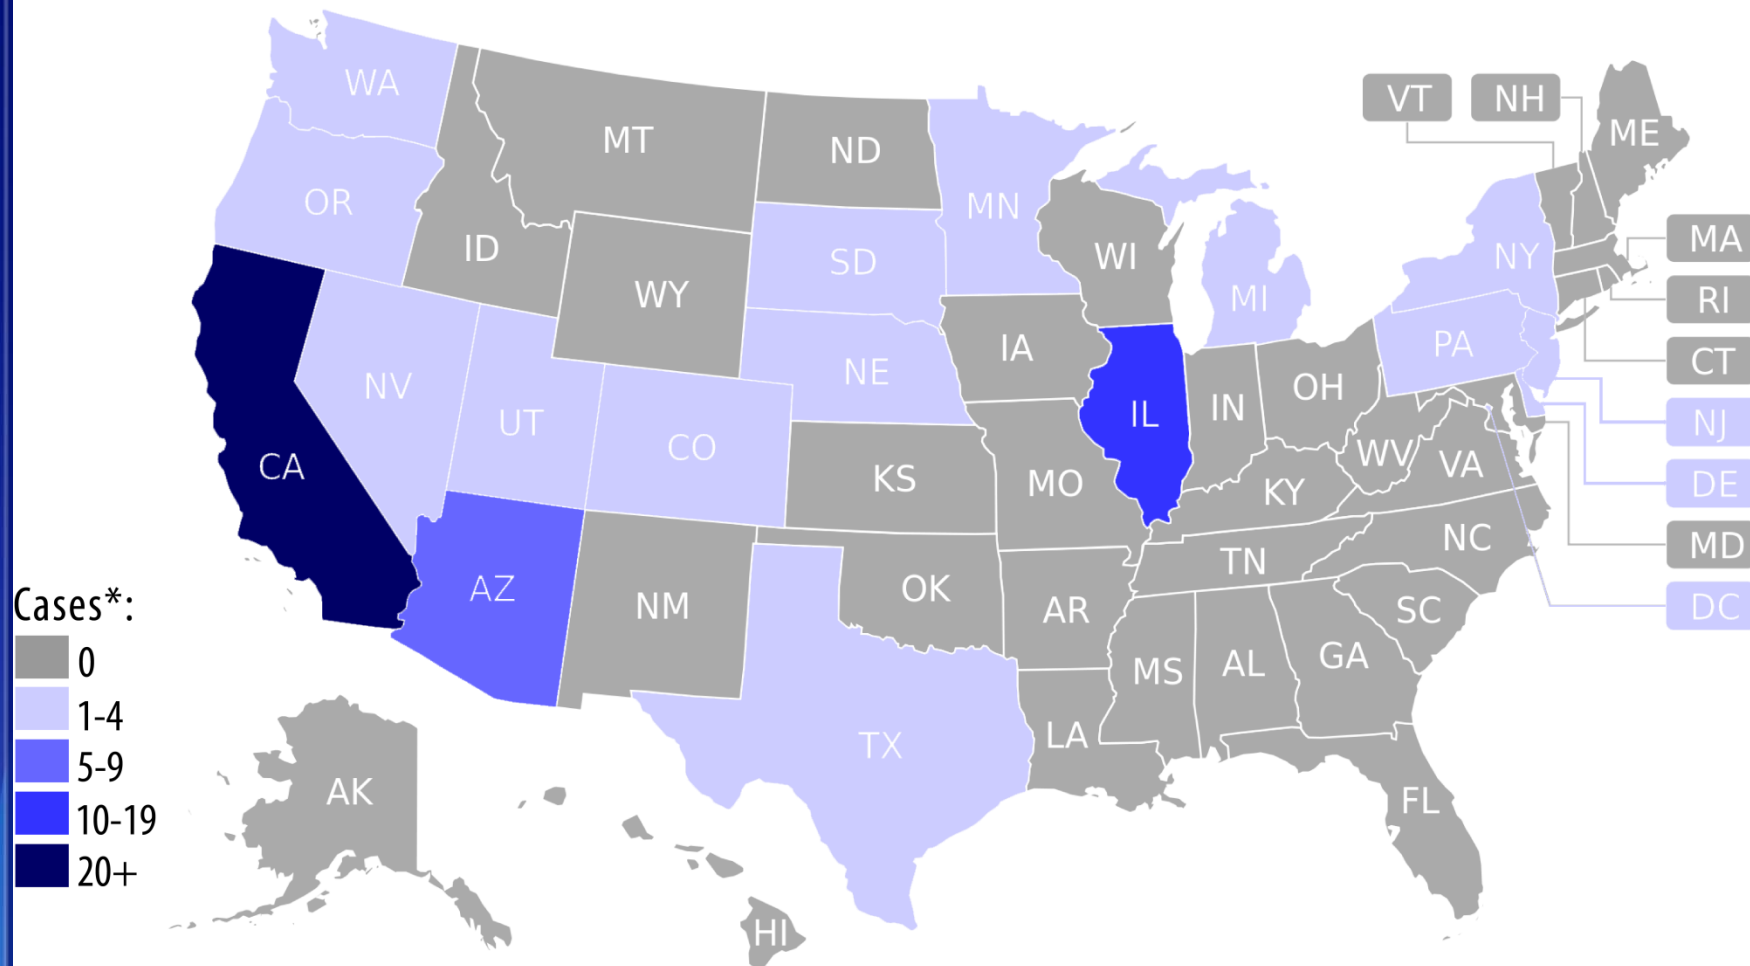 WA
MT
ND
VT
NH
ME
OR
MN
ID
SD
WI
MA
NY
WY
MI
RI
IA
PA
CT
NV
NE
OH
UT
IL
IN
NJ
CO
CA
KS
MO
WV
VA
KY
DE
NC
MD
TN
AZ
OK
NM
AR
SC
DC
Cases*:
0
1-4
5-9
10-19
20+
MS
AL
GA
LA
TX
AK
FL
HI